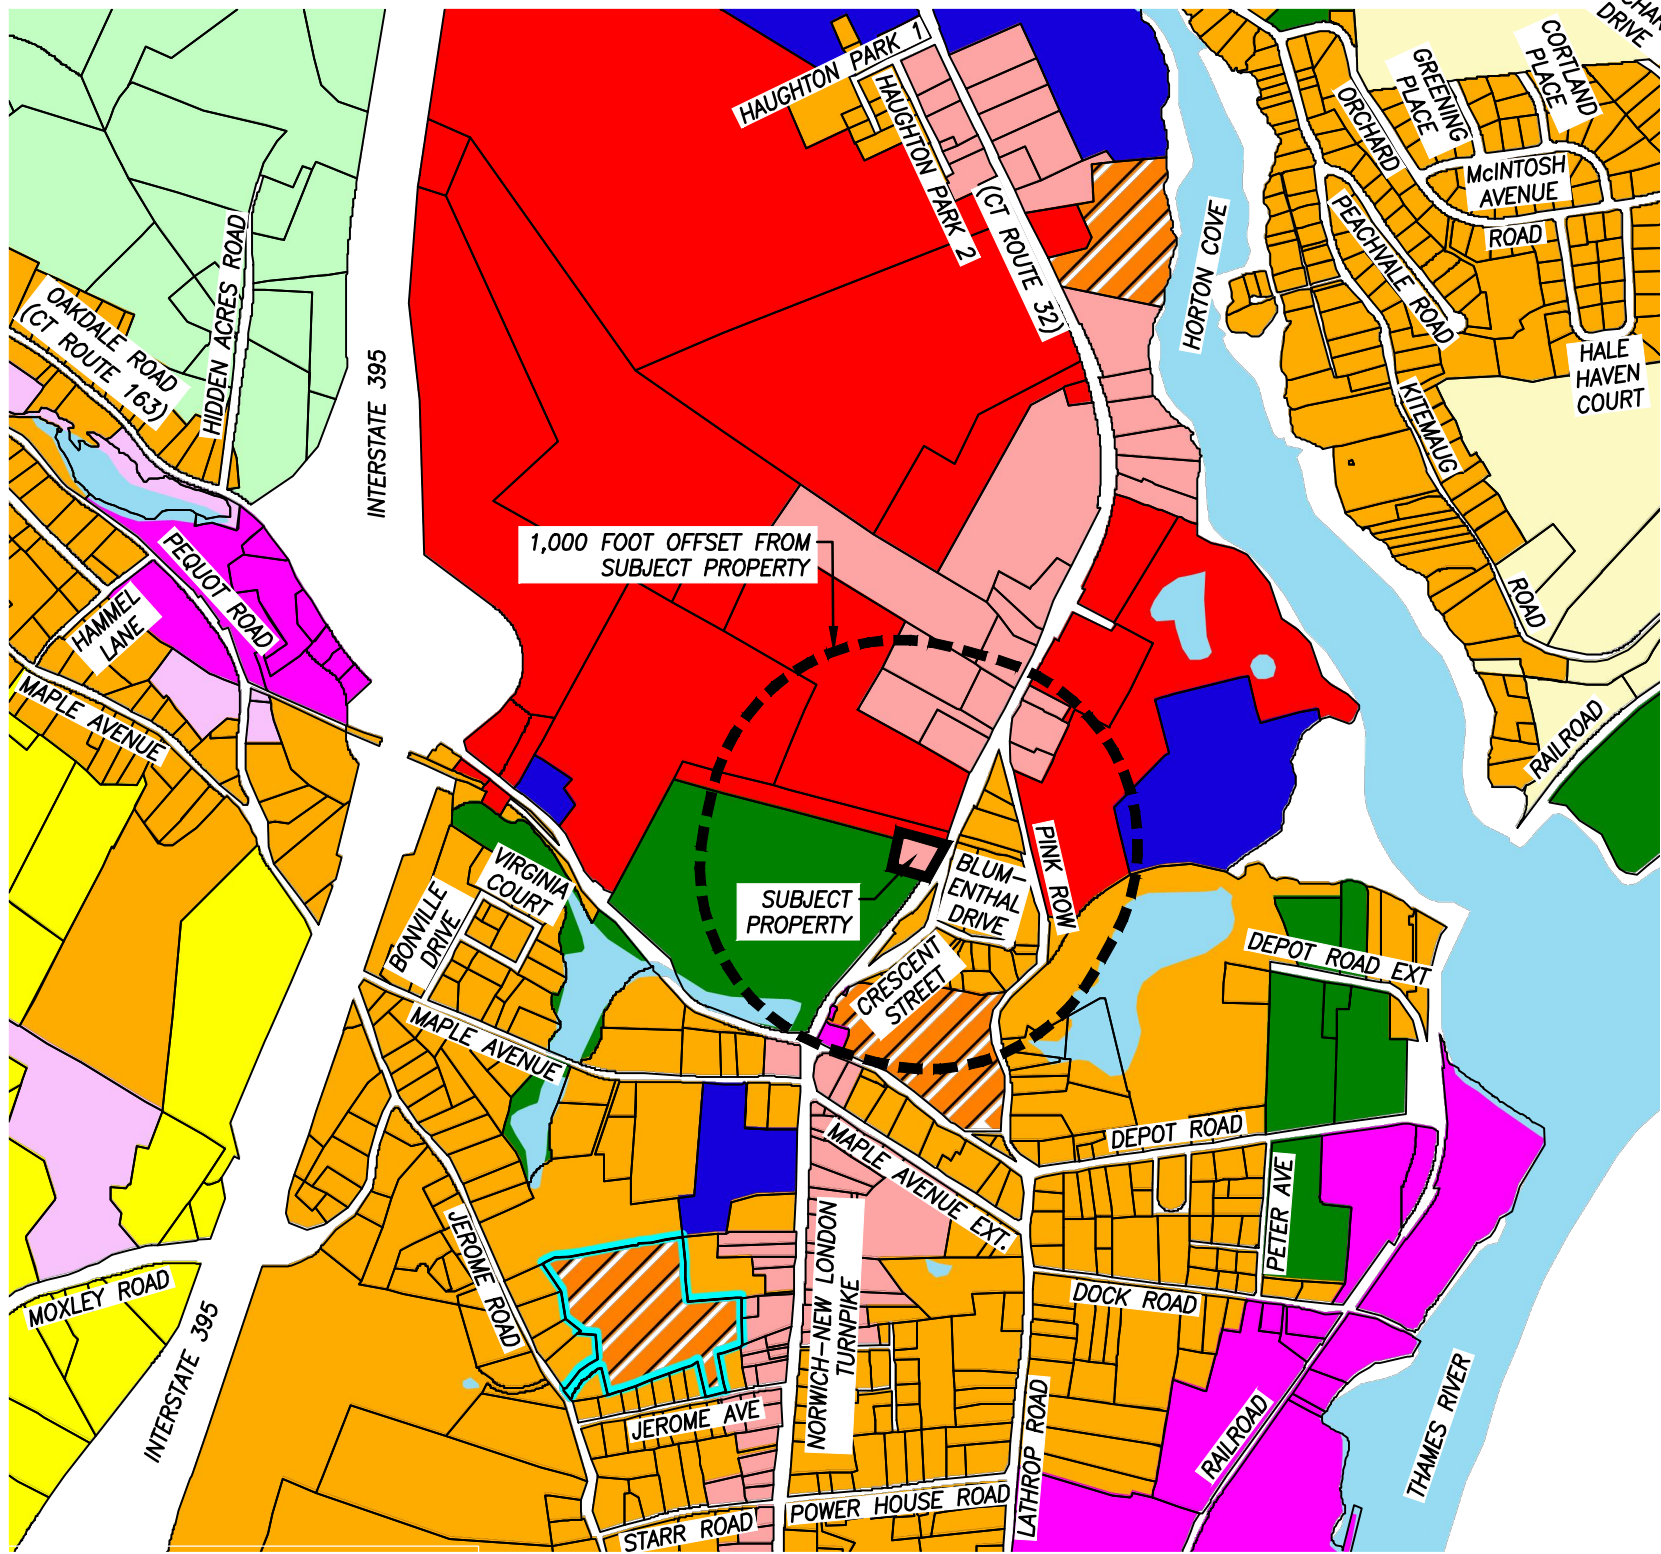 DRIVE
CORTLAND
PLACE
GREENING
PLACE
ORCHARD
McINTOSH
AVENUE
ROAD
PEACHVALE ROAD
HAUGHTON PARK 1
HAUGHTON PARK 2
(CT ROUTE 32)
HORTON COVE
HALE
HAVEN
COURT
KITEMAUG
ROAD
HIDDEN ACRES ROAD
OAKDALE ROAD
(CT ROUTE 163)
INTERSTATE 395
1,000 FOOT OFFSET FROM
SUBJECT PROPERTY
PEQUOT ROAD
HAMMEL
LANE
MAPLE AVENUE
RAILROAD
VIRGINIA
COURT
BONVILLE
DRIVE
SUBJECT
PROPERTY
BLUM-
ENTHAL
DRIVE
PINK ROW
CRESCENT
STREET
DEPOT ROAD EXT
MAPLE AVENUE
DEPOT ROAD
MAPLE AVENUE EXT.
PETER AVE
JEROME ROAD
NORWICH-NEW LONDON
TURNPIKE
MOXLEY ROAD
DOCK ROAD
INTERSTATE 395
JEROME AVE
LATHROP ROAD
RAILROAD
THAMES RIVER
POWER HOUSE ROAD
STARR ROAD